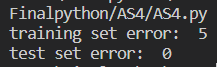 Finalpython/AS4/AS4.py
training set error:  5
test set error:  0